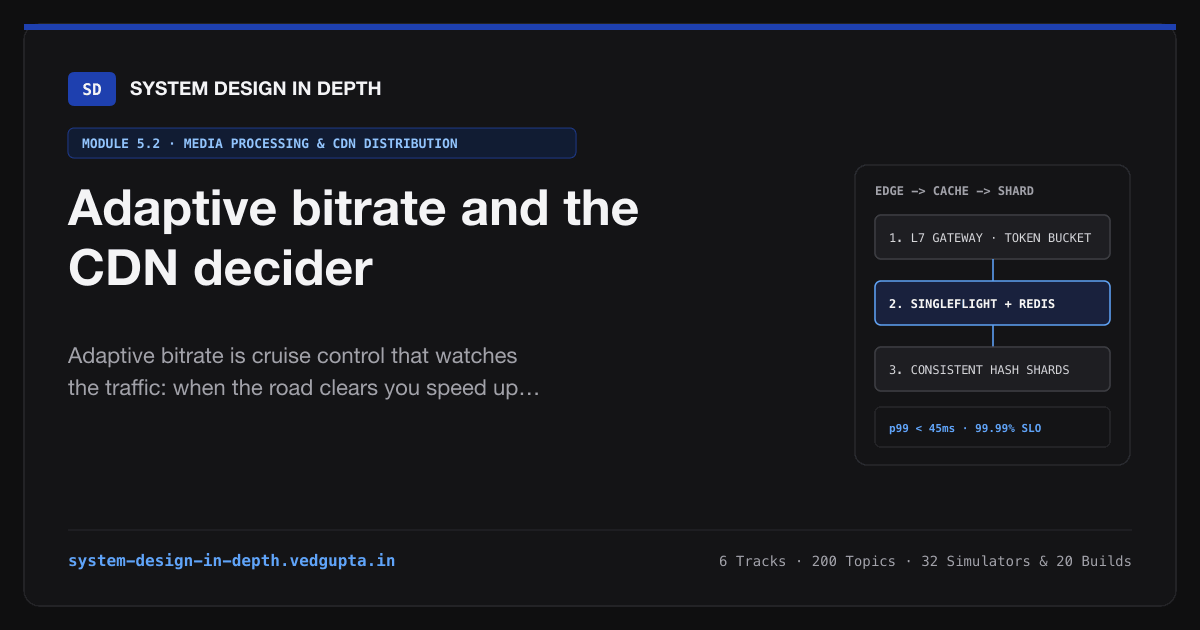 SD
SYSTEM DESIGN IN DEPTH
MODULE 5.2 · MEDIA PROCESSING & CDN DISTRIBUTION
Adaptive bitrate and the
CDN decider
Adaptive bitrate is cruise control that watches
the traffic: when the road clears you speed up…
EDGE —> CACHE —> SHARD
1. L7 GATEWAY · TOKEN BUCKET
2. SINGLEFLIGHT + REDIS
3. CONSISTENT HASH SHARDS
p99 < 45ms · 99.99% SLO
system-design-in-depth.vedgupta.in
6 Tracks · 200 Topics · 32 Simulators & 20 Builds